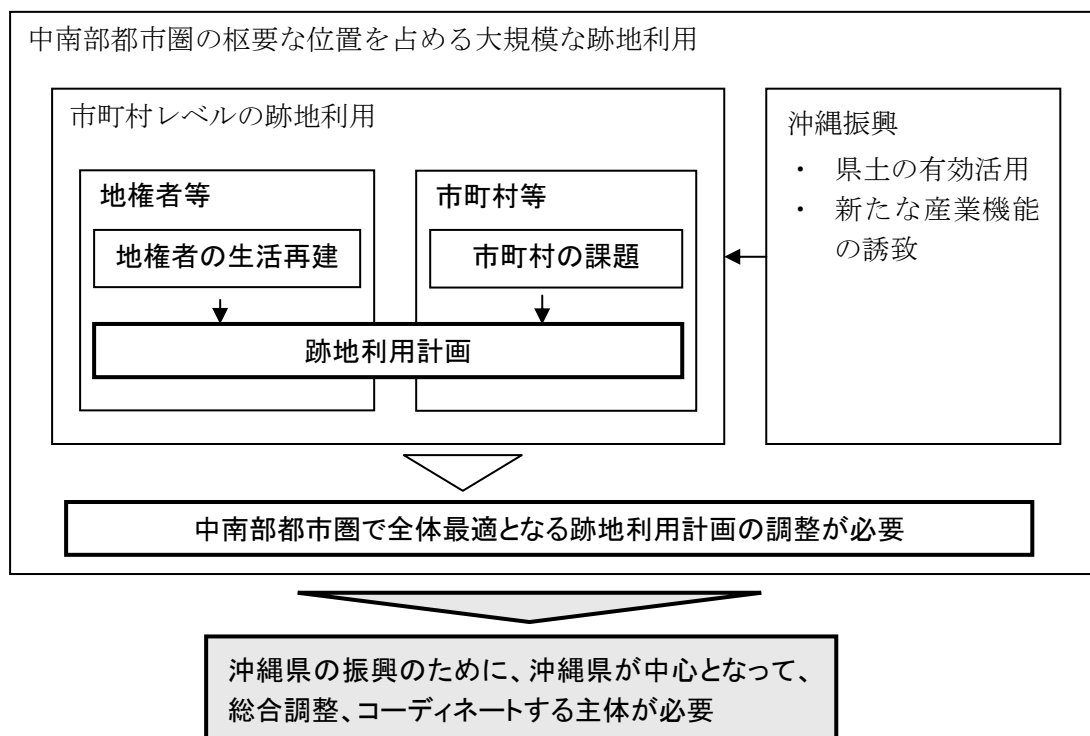 中南部都市圏の枢要な位置を占める大規模な跡地利用
市町村レベルの跡地利用
地権者等
地権者の生活再建
市町村等
市町村の課題
跡地利用計画
沖縄振興
・ 県土の有効活用
・ 新たな産業機能
の誘致
中南部都市圏で全体最適となる跡地利用計画の調整が必要
沖縄県の振興のために、沖縄県が中心となって、
総合調整、コーディネートする主体が必要